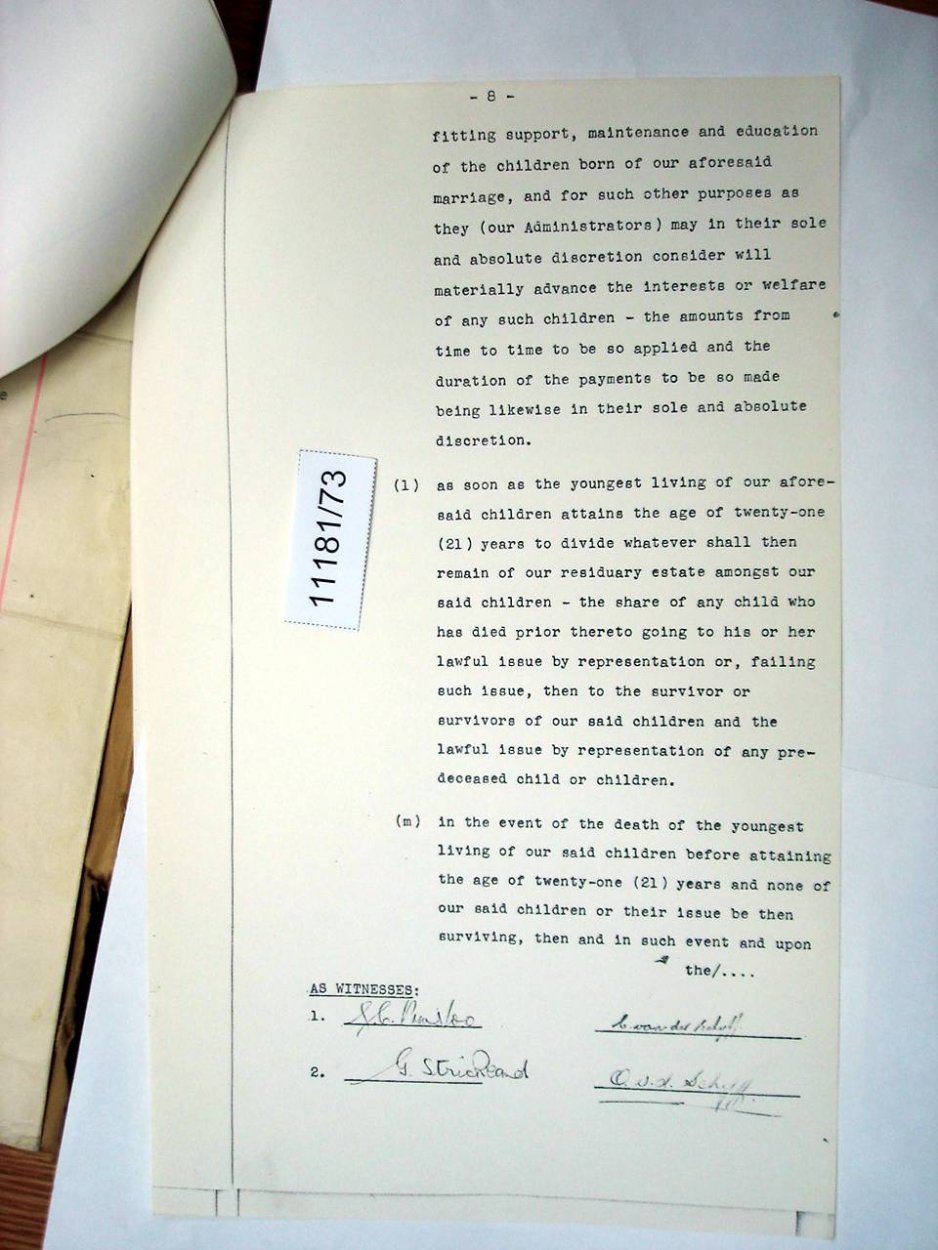 - 8 -
fitting support, maintenance and education
of the children born of our aforesaid
marriage, and for such other purposes as
they (our Administrators) may in their sole
and absolute discretion consider will
materially advance the interests or welfare
of any such children - the amounts from
time to time to be so applied and the
duration of the payments to be so made
being likewise in their sole and absolute
discretion.
11181/73
(l) as soon as the youngest living of our afore-
said children attains the age of twenty-one
(21) years to divide whatever shall then
remain of our residuary estate amongst our
said children - the share of any child who
has died prior thereto going to his or her
lawful issue by representation or, failing
such issue, then to the survivor or
survivors of our said children and the
lawful issue by representation of any pre-
deceased child or children.
(m) in the event of the death of the youngest
living of our said children before attaining
the age of twenty-one (21) years and none of
our said children or their issue be then
surviving, then and in such event and upon
the/....
AS WITNESSES:
1.
2. G. Strickland